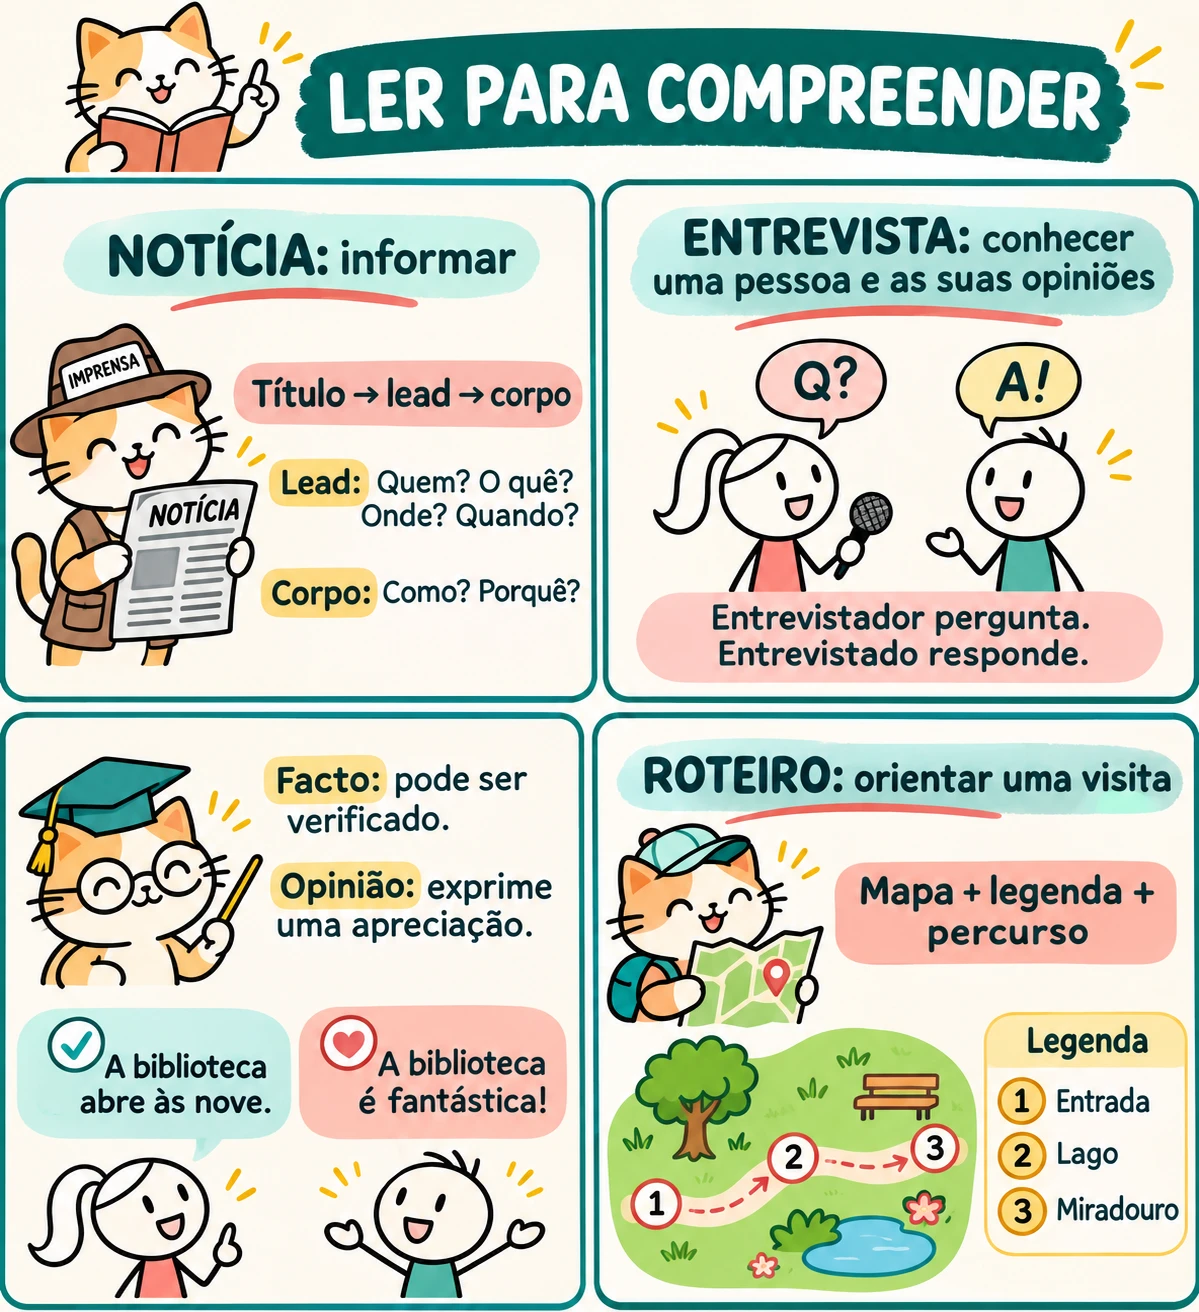 LER PARA COMPREENDER
NOTÍCIA: informar
IMPRENSA
NOTÍCIA
Título → lead → corpo
Lead: Quem? O quê?
Onde? Quando?
Corpo: Como? Porquê?
ENTREVISTA: conhecer
uma pessoa e as suas opiniões
Q?
A!
Entrevistador pergunta.
Entrevistado responde.
Facto: pode ser
verificado.
Opinião: exprime
uma apreciação.
A biblioteca
abre às nove.
A biblioteca
é fantástica!
ROTEIRO: orientar uma visita
Mapa + legenda +
percurso
1
2
3
Legenda
1 Entrada
2 Lago
3 Miradouro